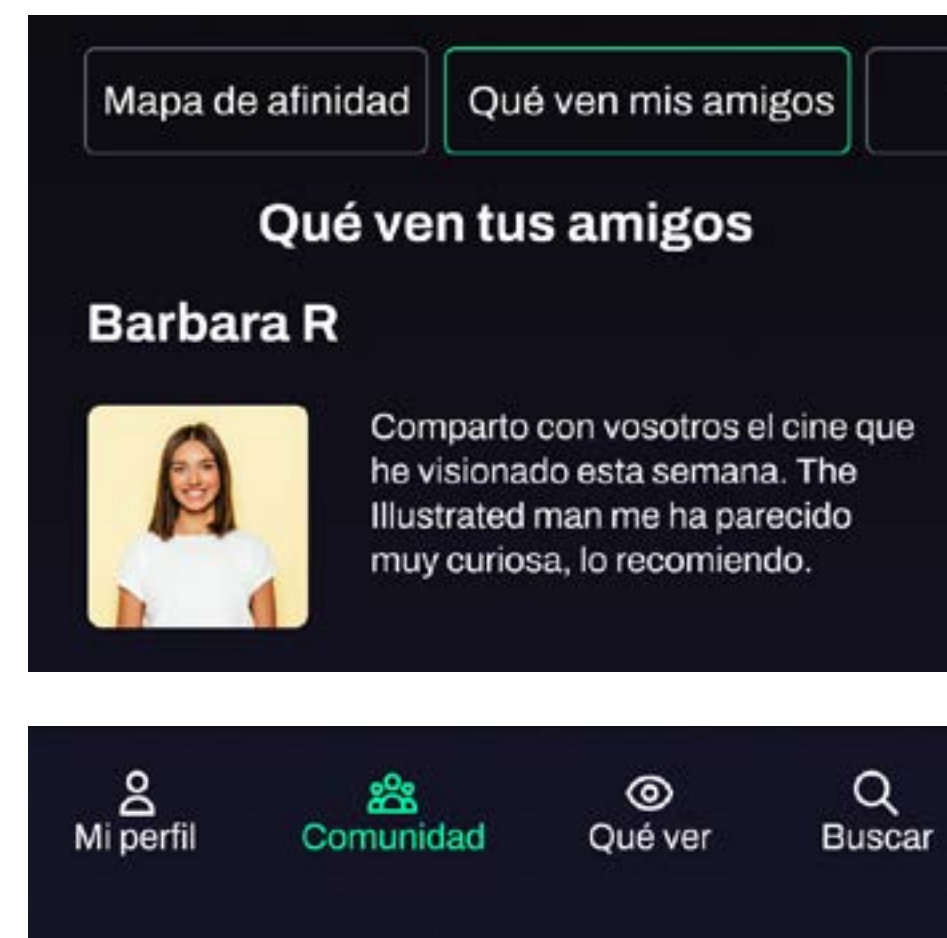 Mapa de afinidad
Qué ven mis amigos
Qué ven tus amigos
Barbara R
Comparto con vosotros el cine que
he visionado esta semana. The
Illustrated man me ha parecido
muy curiosa, lo recomiendo.
Mi perfil
Comunidad
Qué ver
Buscar